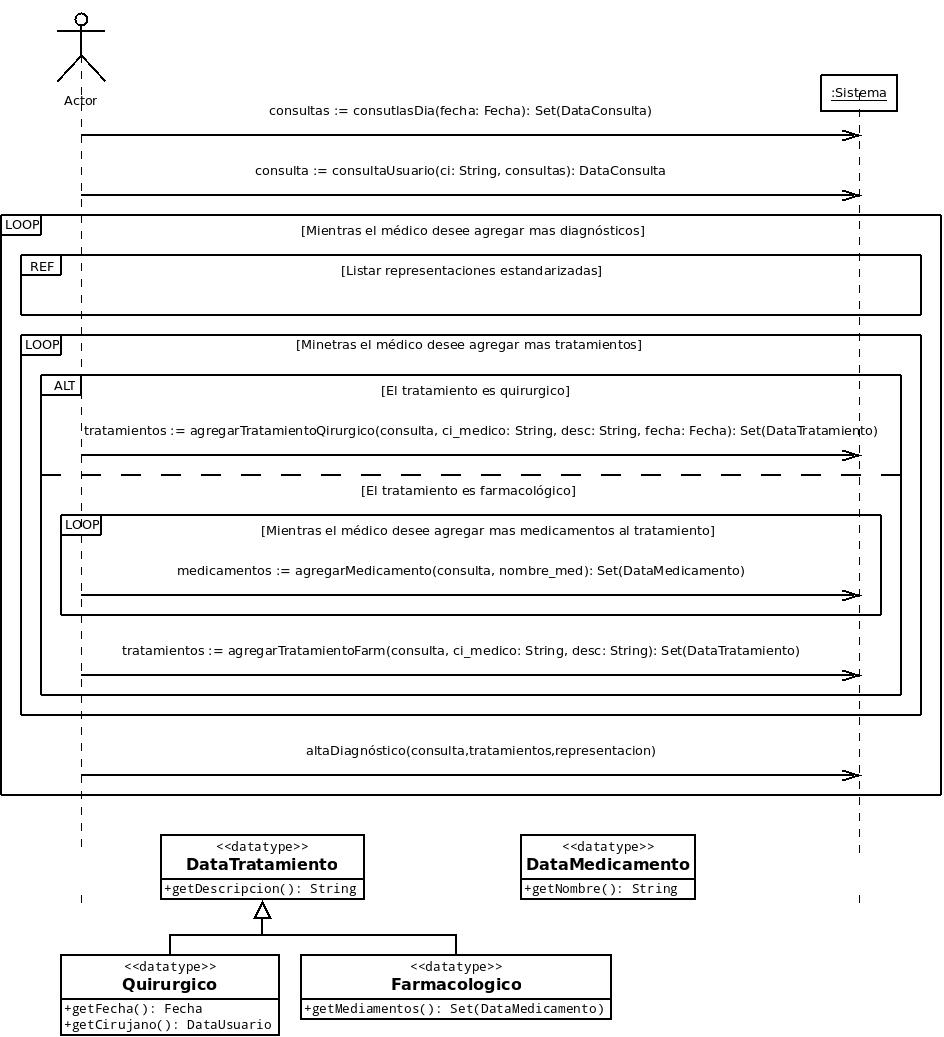 Actor
:Sistema
consultas := consutlasDia(fecha: Fecha): Set(DataConsulta)
consulta := consultaUsuario(ci: String, consultas): DataConsulta
LOOP
[Mientras el médico desee agregar mas diagnósticos]
REF
[Listar representaciones estandarizadas]
LOOP
[Minetras el médico desee agregar mas tratamientos]
ALT
[El tratamiento es quirurgico]
tratamientos := agregarTratamientoQirurgico(consulta, ci_medico: String, desc: String, fecha: Fecha): Set(DataTratamiento)
[El tratamiento es farmacológico]
LOOP
[Mientras el médico desee agregar mas medicamentos al tratamiento]
medicamentos := agregarMedicamento(consulta, nombre_med): Set(DataMedicamento)
tratamientos := agregarTratamientoFarm(consulta, ci_medico: String, desc: String): Set(DataTratamiento)
altaDiagnóstico(consulta,tratamientos,representacion)
<<datatype>>
DataTratamiento
+getDescripcion(): String
<<datatype>>
DataMedicamento
+getNombre(): String
<<datatype>>
Quirurgico
+getFecha(): Fecha
+getCirujano(): DataUsuario
<<datatype>>
Farmacologico
+getMediamentos(): Set(DataMedicamento)